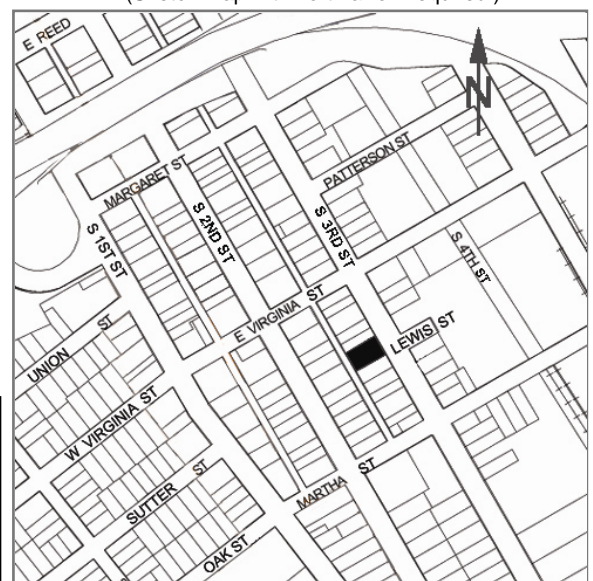 E REED
N
PATTERSON ST
MARGARET ST
S 2ND ST
S 3RD ST
S 1ST ST
S 4TH ST
E VIRGINIA ST
LEWIS ST
UNION ST
W VIRGINIA ST
SUTTER ST
MARTHA ST
OAK ST